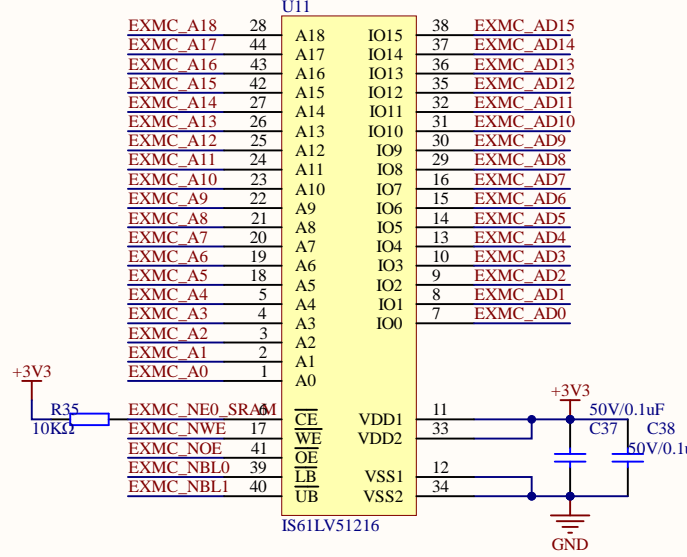 U11
EXMC_A18 28 A18 IO15 38 EXMC_AD15
EXMC_A17 44 A17 IO14 37 EXMC_AD14
EXMC_A16 43 A16 IO13 36 EXMC_AD13
EXMC_A15 42 A15 IO12 35 EXMC_AD12
EXMC_A14 27 A14 IO11 32 EXMC_AD11
EXMC_A13 26 A13 IO10 31 EXMC_AD10
EXMC_A12 25 A12 IO9 30 EXMC_AD9
EXMC_A11 24 A11 IO8 29 EXMC_AD8
EXMC_A10 23 A10 IO7 16 EXMC_AD7
EXMC_A9 22 A9 IO6 15 EXMC_AD6
EXMC_A8 21 A8 IO5 14 EXMC_AD5
EXMC_A7 20 A7 IO4 13 EXMC_AD4
EXMC_A6 19 A6 IO3 10 EXMC_AD3
EXMC_A5 18 A5 IO2 9 EXMC_AD2
EXMC_A4 5 A4 IO1 8 EXMC_AD1
EXMC_A3 4 A3 IO0 7 EXMC_AD0
EXMC_A2 3 A2
EXMC_A1 2 A1
+3V3 EXMC_A0 1 A0
+3V3
R35 EXMC_NE0_SRAM 6 CE VDD1 11 50V/0.1uF
10KΩ EXMC_NWE 17 WE VDD2 33 C37 C38
EXMC_NOE 41 OE 50V/0.1u
EXMC_NBL0 39 LB VSS1 12
EXMC_NBL1 40 UB VSS2 34
IS61LV51216
GND